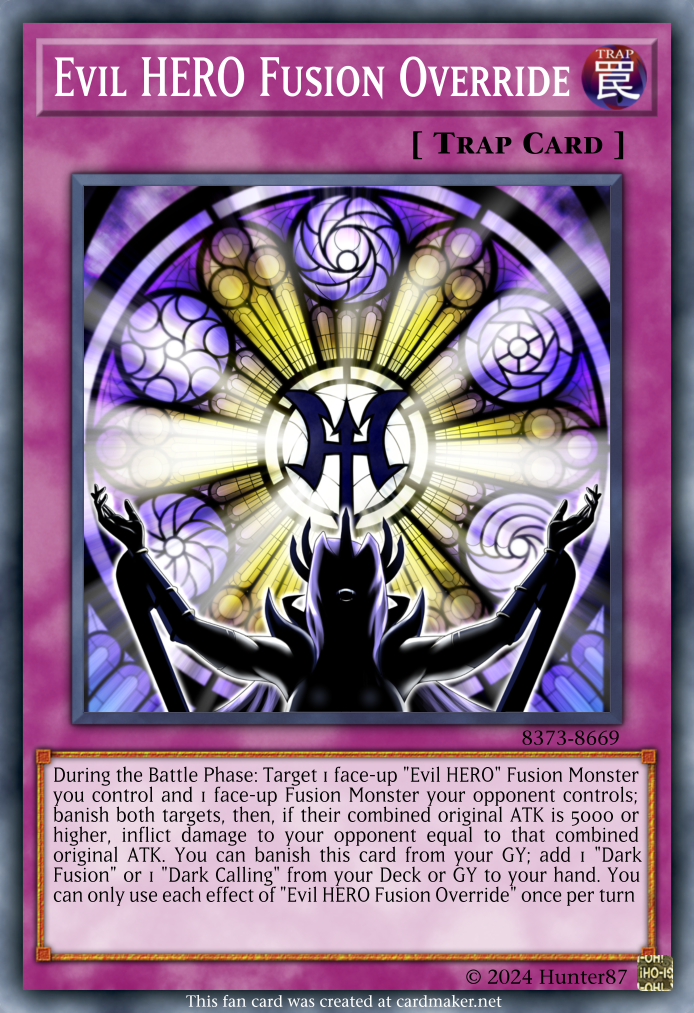 Evil HERO Fusion Override
TRAP
罠
[ Trap Card ]
8373-8669
During the Battle Phase: Target 1 face-up "Evil HERO" Fusion Monster
you control and 1 face-up Fusion Monster your opponent controls;
banish both targets, then, if their combined original ATK is 5000 or
higher, inflict damage to your opponent equal to that combined
original ATK. You can banish this card from your GY; add 1 "Dark
Fusion" or 1 "Dark Calling" from your Deck or GY to your hand. You
can only use each effect of "Evil HERO Fusion Override" once per turn
© 2024 Hunter87
This fan card was created at cardmaker.net